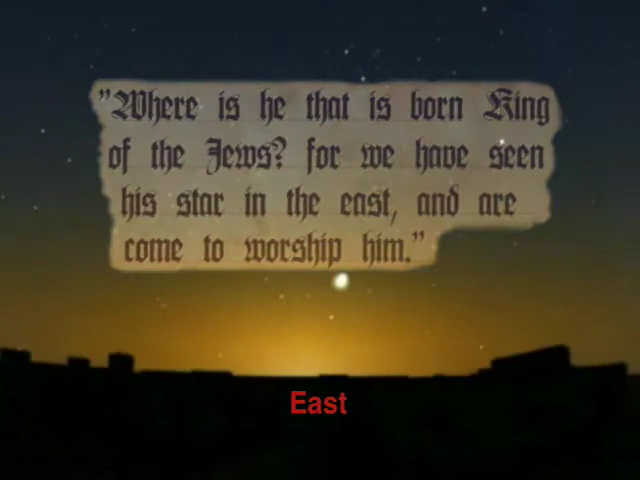 "Where is he that is born King
of the Jews? for we have seen
his star in the east, and are
come to worship him."
East